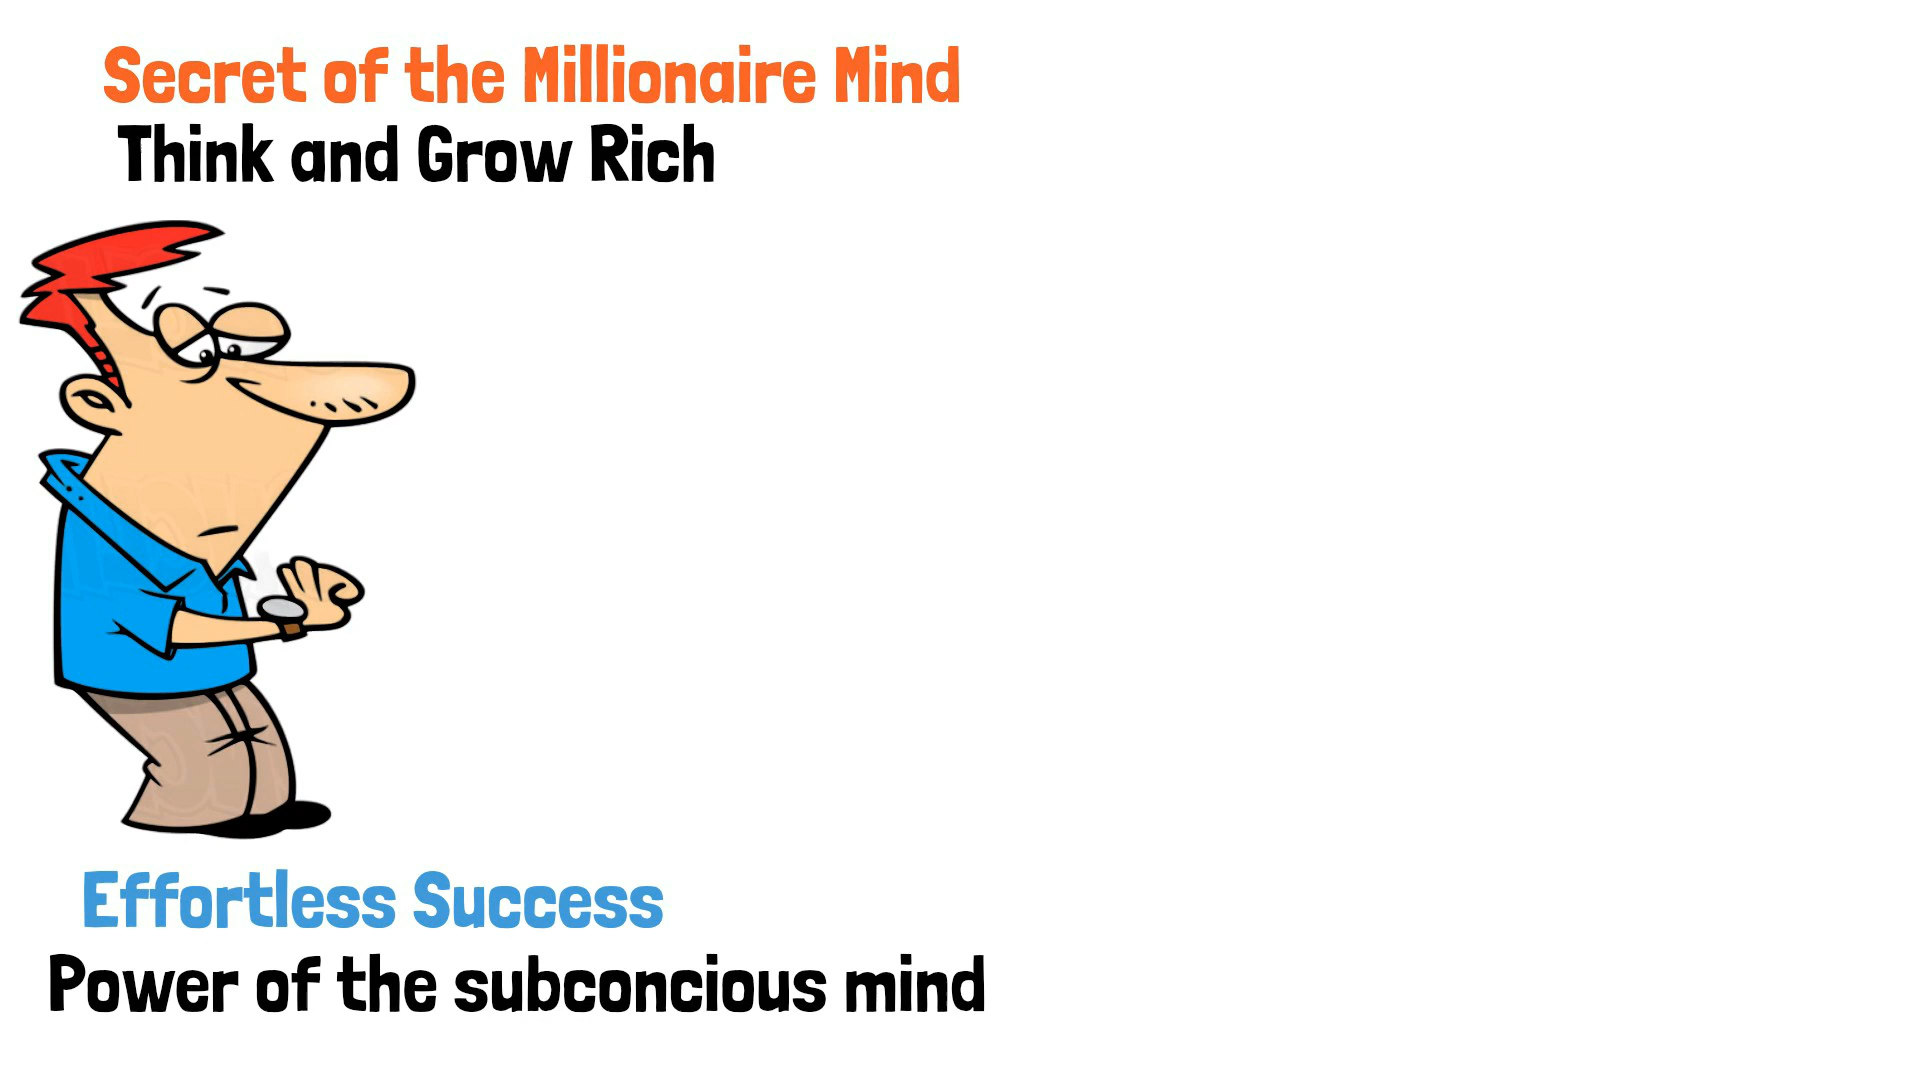 Secret of the Millionaire Mind
Think and Grow Rich
Effortless Success
Power of the subconcious mind